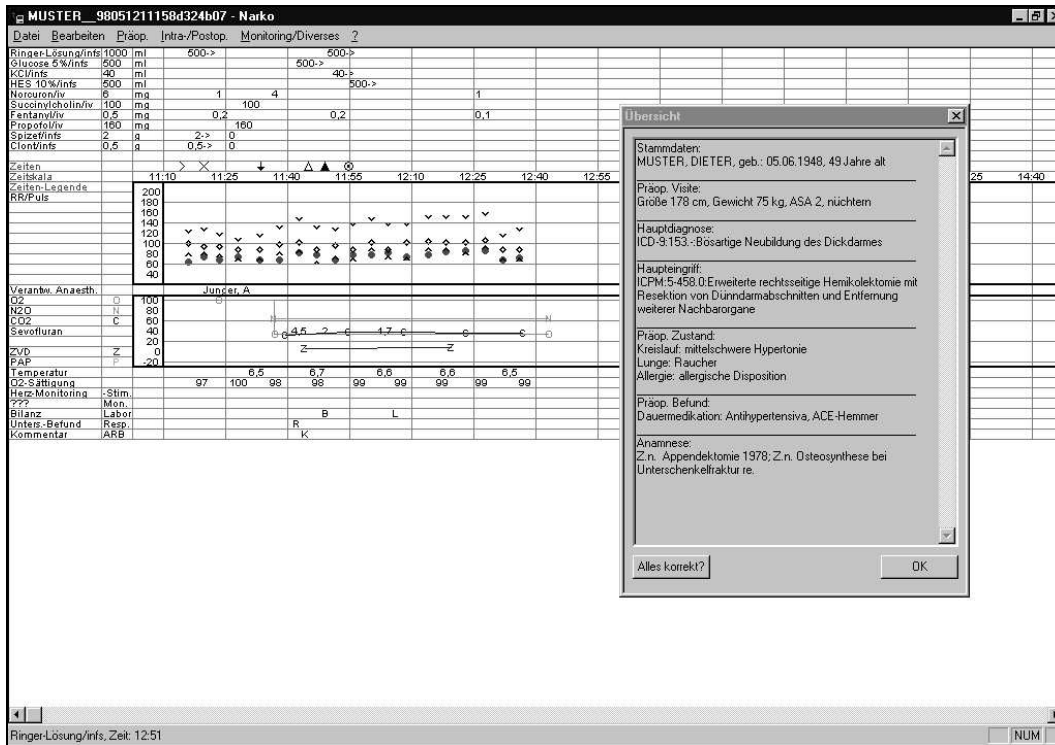 MUSTER__98051211158d324b07 - Narko
Datei Bearbeiten Präop. Intra-/Postop. Monitoring/Diverses ?
Ringer-Lösung/infs 1000 ml 500-> 500->
Glucose 5%/infs 500 ml 500->
KCl/infs 40 ml 40->
HES 10%/infs 500 ml 500->
Norcuron/iv 6 mg 1 4 1
Succinylcholin/iv 100 mg 100
Fentanyl/iv 0,5 mg 0,2 0,2 0,1
Propofol/iv 160 mg 160
Spizef/infs 2 g 2-> 0
Clont/infs 0,5 g 0,5-> 0
Zeiten
Zeitskala 11:10 11:25 11:40 11:55 12:10 12:25 12:40 12:55 25 14:40
Zeiten-Legende
RR/Puls 200
180
160
140
120
100
80
60
40
Verantw. Anaesth. Junger, A
O2 O 100 O
N2O N 80 N N
CO2 C 60
Sevofluran 40 O C 4,5 2 C 1,7 C C C O
20
ZVD Z 0 Z Z
PAP P -20
Temperatur 6,5 6,7 6,6 6,6 6,5
O2-Sättigung 97 100 98 98 99 99 99 99 99
Herz-Monitoring -Stim.
??? Mon.
Bilanz Labor B L
Unters.-Befund Resp. R
Kommentar ARB K
Übersicht
Stammdaten:
MUSTER, DIETER, geb.: 05.06.1948, 49 Jahre alt
Präop. Visite:
Größe 178 cm, Gewicht 75 kg, ASA 2, nüchtern
Hauptdiagnose:
ICD-9:153.-:Bösartige Neubildung des Dickdarmes
Haupteingriff:
ICPM:5-458.0:Erweiterte rechtsseitige Hemikolektomie mit
Resektion von Dünndarmabschnitten und Entfernung
weiterer Nachbarorgane
Präop. Zustand:
Kreislauf: mittelschwere Hypertonie
Lunge: Raucher
Allergie: allergische Disposition
Präop. Befund:
Dauermedikation: Antihypertensiva, ACE-Hemmer
Anamnese:
Z.n. Appendektomie 1978; Z.n. Osteosynthese bei
Unterschenkelfraktur re.
Alles korrekt? OK
Ringer-Lösung/infs, Zeit: 12:51 NUM